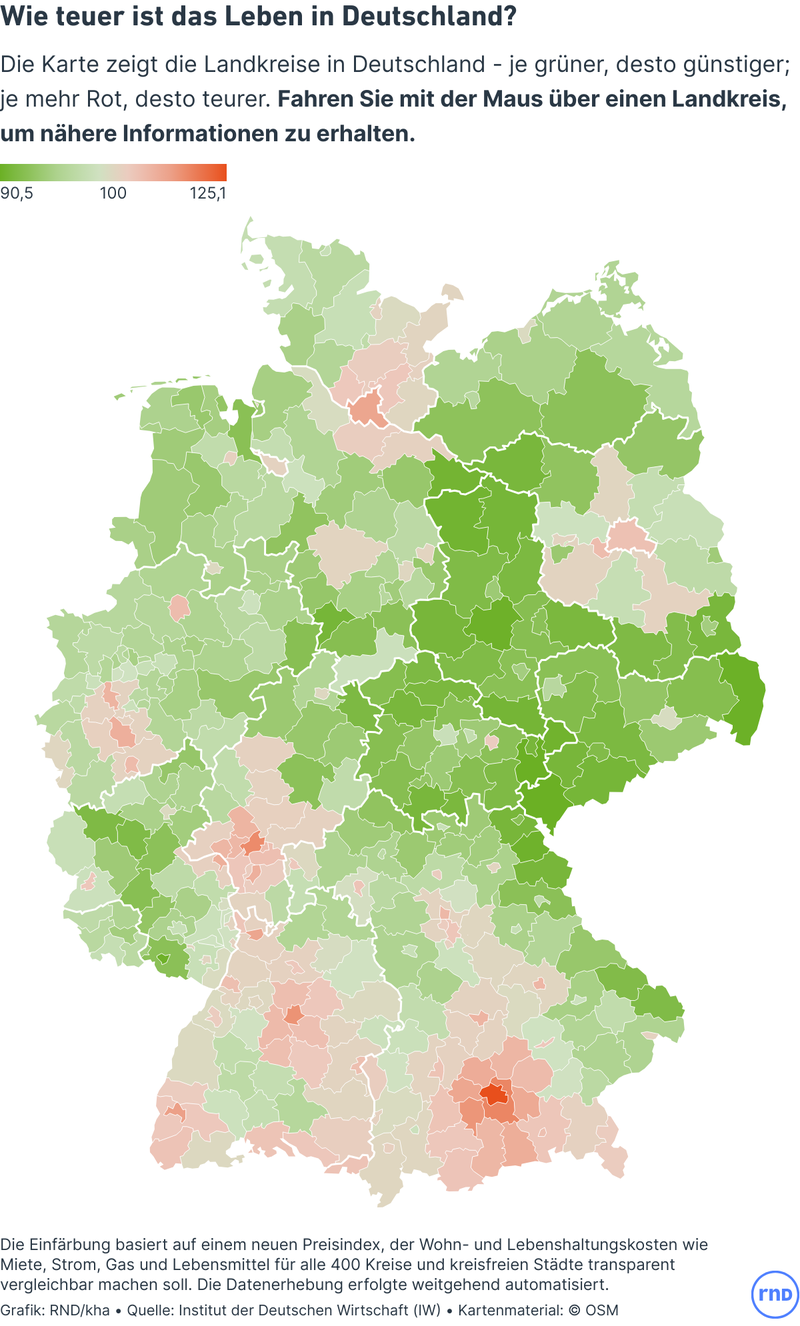 Wie teuer ist das Leben in Deutschland?
Die Karte zeigt die Landkreise in Deutschland - je grüner, desto günstiger;
je mehr Rot, desto teurer. Fahren Sie mit der Maus über einen Landkreis,
um nähere Informationen zu erhalten.
90,5 100 125,1
Die Einfärbung basiert auf einem neuen Preisindex, der Wohn- und Lebenshaltungskosten wie
Miete, Strom, Gas und Lebensmittel für alle 400 Kreise und kreisfreien Städte transparent
vergleichbar machen soll. Die Datenerhebung erfolgte weitgehend automatisiert.
Grafik: RND/kha • Quelle: Institut der Deutschen Wirtschaft (IW) • Kartenmaterial: © OSM
rnD